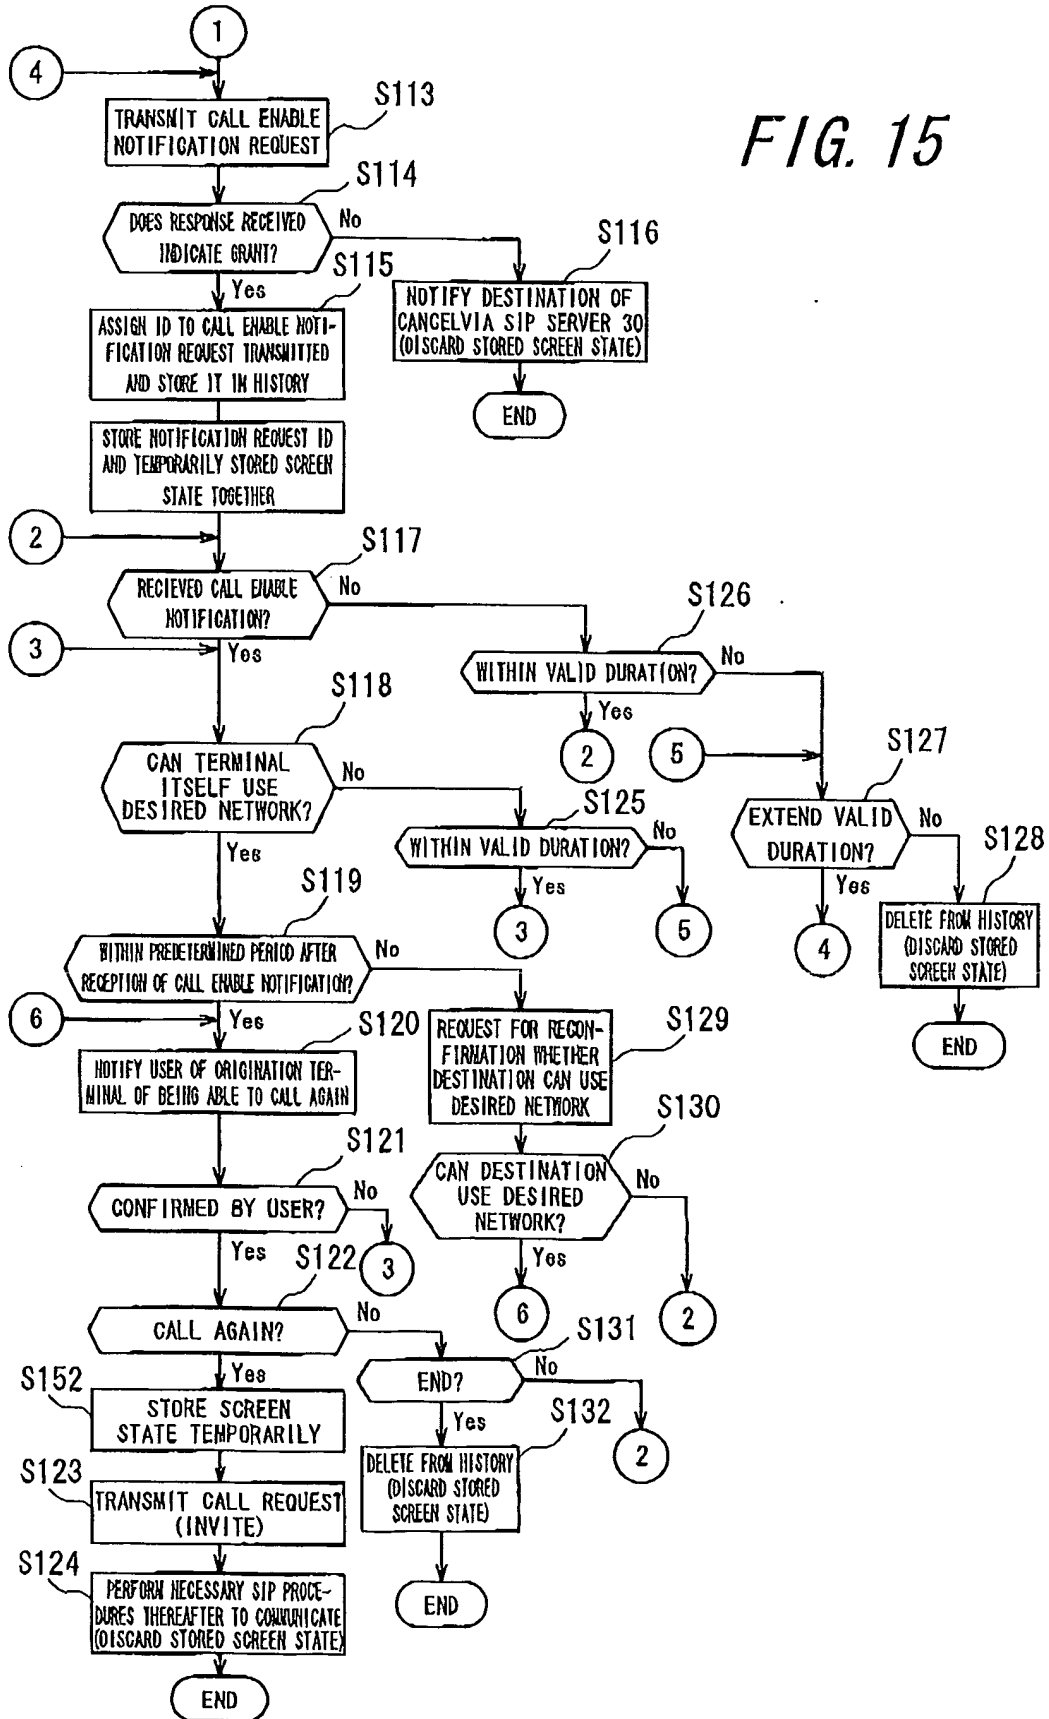 FIG. 15
1
4
S113
TRANSMIT CALL ENABLE
NOTIFICATION REQUEST
S114
DOES RESPONSE RECEIVED
INDICATE GRANT?
No
Yes
S116
NOTIFY DESTINATION OF
CANCELVIA SIP SERVER 30
(DISCARD STORED SCREEN STATE)
END
S115
ASSIGN ID TO CALL ENABLE NOTI-
FICATION REQUEST TRANSMITTED
AND STORE IT IN HISTORY
STORE NOTIFICATION REQUEST ID
AND TEMPORARILY STORED SCREEN
STATE TOGETHER
2
S117
RECIEVED CALL ENABLE
NOTIFICATION?
No
Yes
3
S126
WITHIN VALID DURATION?
No
Yes
2
5
S127
EXTEND VALID
DURATION?
No
Yes
4
S128
DELETE FROM HISTORY
(DISCARD STORED
SCREEN STATE)
END
S118
CAN TERMINAL
ITSELF USE
DESIRED NETWORK?
No
Yes
S125
WITHIN VALID DURATION?
No
Yes
3
5
S119
WITHIN PREDETERMINED PERIOD AFTER
RECEPTION OF CALL ENABLE NOTIFICATION?
No
Yes
6
S120
NOTIFY USER OF ORIGINATION TER-
MINAL OF BEING ABLE TO CALL AGAIN
S129
REQUEST FOR RECON-
FIRMATION WHETHER
DESTINATION CAN USE
DESIRED NETWORK
S130
CAN DESTINATION
USE DESIRED
NETWORK?
No
Yes
6
2
S121
CONFIRMED BY USER?
No
Yes
3
S122
CALL AGAIN?
No
Yes
S131
END?
No
Yes
2
S132
DELETE FROM HISTORY
(DISCARD STORED
SCREEN STATE)
END
S152
STORE SCREEN
STATE TEMPORARILY
S123
TRANSMIT CALL REQUEST
(INVITE)
S124
PERFORM NECESSARY SIP PROCE-
DURES THEREAFTER TO COMMUNICATE
(DISCARD STORED SCREEN STATE)
END